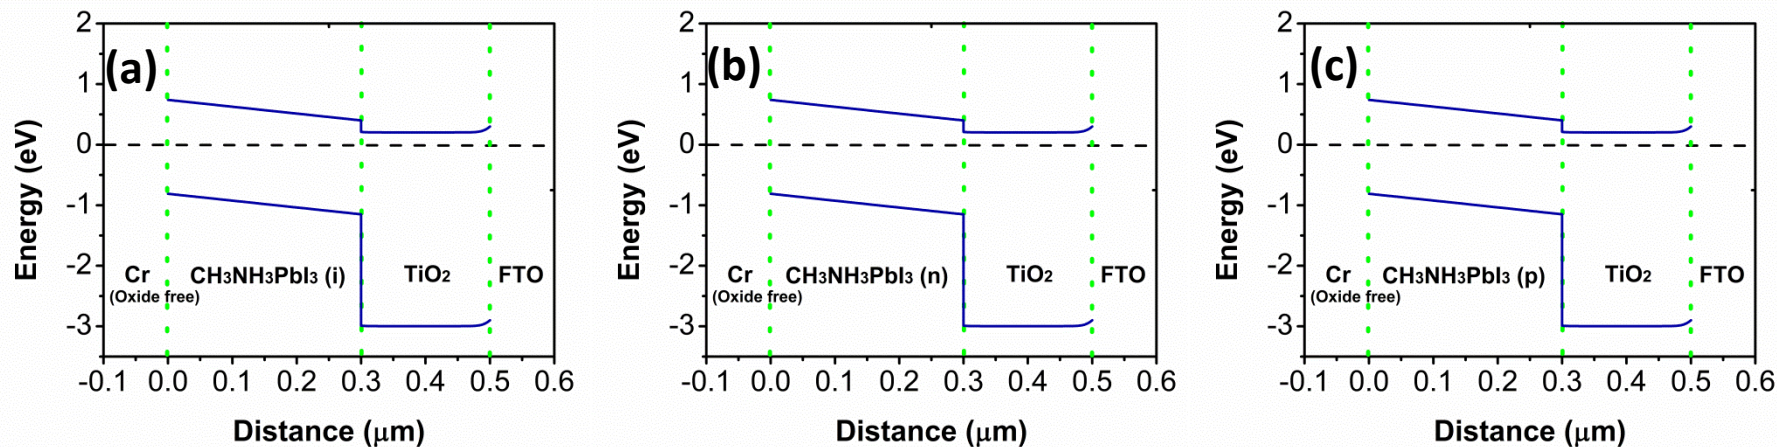 (a)
Energy (eV)
2
1
0
-1
-2
-3
Cr
(Oxide free)
CH3NH3PbI3 (i)
TiO2
FTO
-0.1 0.0 0.1 0.2 0.3 0.4 0.5 0.6
Distance (μm)
(b)
Energy (eV)
2
1
0
-1
-2
-3
Cr
(Oxide free)
CH3NH3PbI3 (n)
TiO2
FTO
-0.1 0.0 0.1 0.2 0.3 0.4 0.5 0.6
Distance (μm)
(c)
Energy (eV)
2
1
0
-1
-2
-3
Cr
(Oxide free)
CH3NH3PbI3 (p)
TiO2
FTO
-0.1 0.0 0.1 0.2 0.3 0.4 0.5 0.6
Distance (μm)